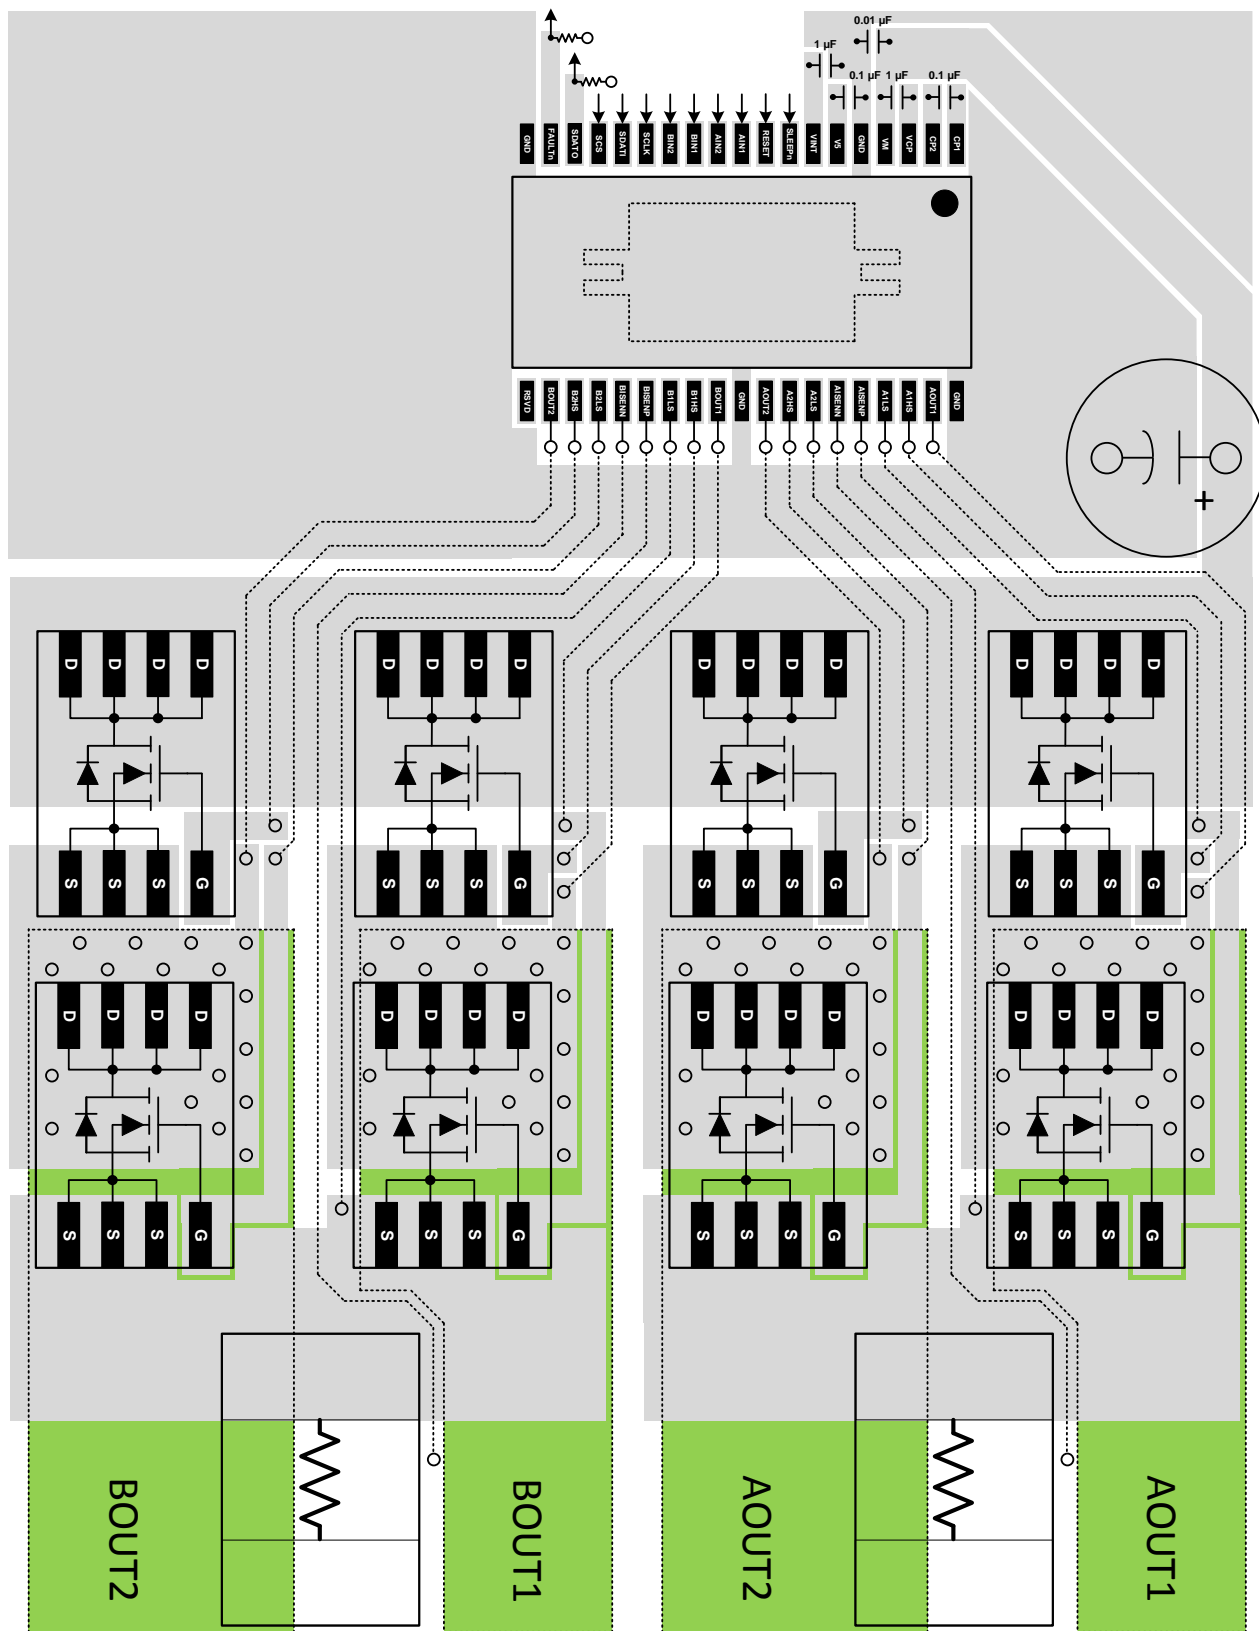 0.01 µF
1 µF
0.1 µF 1 µF 0.1 µF
GND FAULTn SDATO SCS SDATI SCLK BIN2 BIN1 AIN2 AIN1 RESET SLEEPn VINT V5 GND VM VCP CP2 CP1
RSVD BOUT2 B2HS B2LS BISENN BISENP B1LS B1HS BOUT1 GND AOUT2 A2HS A2LS AISENN AISENP A1LS A1HS AOUT1 GND
+
D D D D D D D D D D D D D D D D
S S S G S S S G S S S G S S S G
D D D D D D D D D D D D D D D D
S S S G S S S G S S S G S S S G
BOUT2 BOUT1 AOUT2 AOUT1